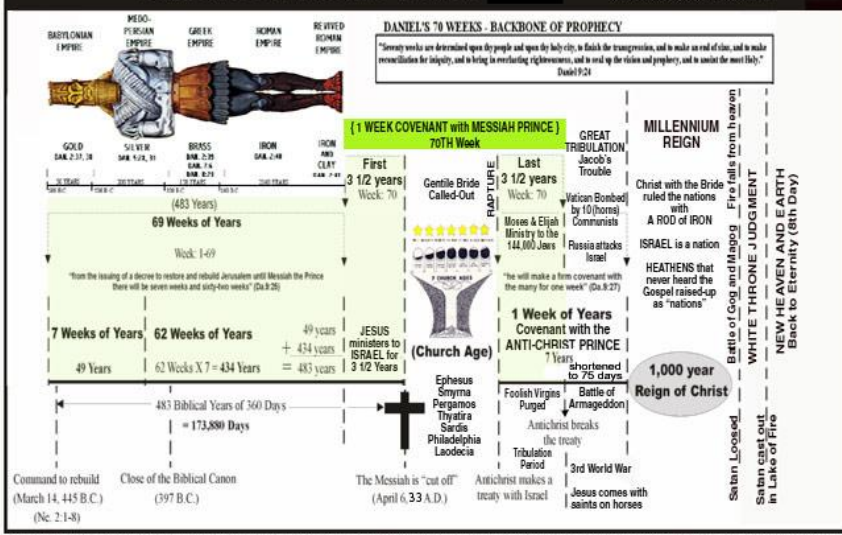 BABYLONIAN
EMPIRE
MEDO-
PERSIAN
EMPIRE
GREEK
EMPIRE
ROMAN
EMPIRE
REVIVED
ROMAN
EMPIRE
DANIEL'S 70 WEEKS - BACKBONE OF PROPHECY
"Seventy weeks are determined upon thy people and upon thy holy city, to finish the transgression, and to make an end of sins, and to make
reconciliation for iniquity, and to bring in everlasting righteousness, and to seal up the vision and prophecy, and to anoint the most Holy."
Daniel 9:24
GOLD
DAN. 2:37, 38
SILVER
BRASS
DAN. 2:39
DAN. 7:6
IRON
DAN. 2:40
IRON
AND
CLAY
{ 1 WEEK COVENANT with MESSIAH PRINCE }
70TH Week
First
3 1/2 years
Week: 70
Gentile Bride
Called-Out
RAPTURE
Last
3 1/2 years
Week: 70
Moses & Elijah
Ministry to the
144,000 Jews
GREAT
TRIBULATION
Jacob's
Trouble
Vatican Bombed
by 10(horns)
Communists
Russia attacks
Israel
MILLENNIUM
REIGN
Christ with the Bride
ruled the nations
with
A ROD of IRON
ISRAEL is a nation
HEATHENS that
never heard the
Gospel raised-up
as "nations"
(483 Years)
69 Weeks of Years
Week: 1-69
"from the issuing of a decree to restore and rebuild Jerusalem until Messiah the Prince
there will be seven weeks and sixty-two weeks" (Da.9:25)
7 CHURCH AGES
"he will make a firm covenant with
the many for one week" (Da.9:27)
7 Weeks of Years
49 Years
62 Weeks of Years
62 Weeks X 7 = 434 Years
49 years
+ 434 years
= 483 years
JESUS
ministers to
ISRAEL for
3 1/2 Years
(Church Age)
1 Week of Years
Covenant with the
ANTI-CHRIST PRINCE
7 Years
shortened
to 75 days
1,000 year
Reign of Christ
483 Biblical Years of 360 Days
= 173,880 Days
Ephesus
Smyrna
Pergamos
Thyatira
Sardis
Philadelphia
Laodecia
Foolish Virgins
Purged
Battle of
Armageddon
Antichrist breaks
the treaty
Tribulation
Period
3rd World War
Jesus comes with
saints on horses
Command to rebuild
(March 14, 445 B.C.)
(Ne. 2:1-8)
Close of the Biblical Canon
(397 B.C.)
The Messiah is "cut off"
(April 6, 33 A.D.)
Antichrist makes a
treaty with Israel
Satan Loosed
Battle of Gog and Magog
Fire falls from heaven
WHITE THRONE JUDGMENT
Satan cast out
in Lake of Fire
NEW HEAVEN AND EARTH
Back to Eternity (8th Day)